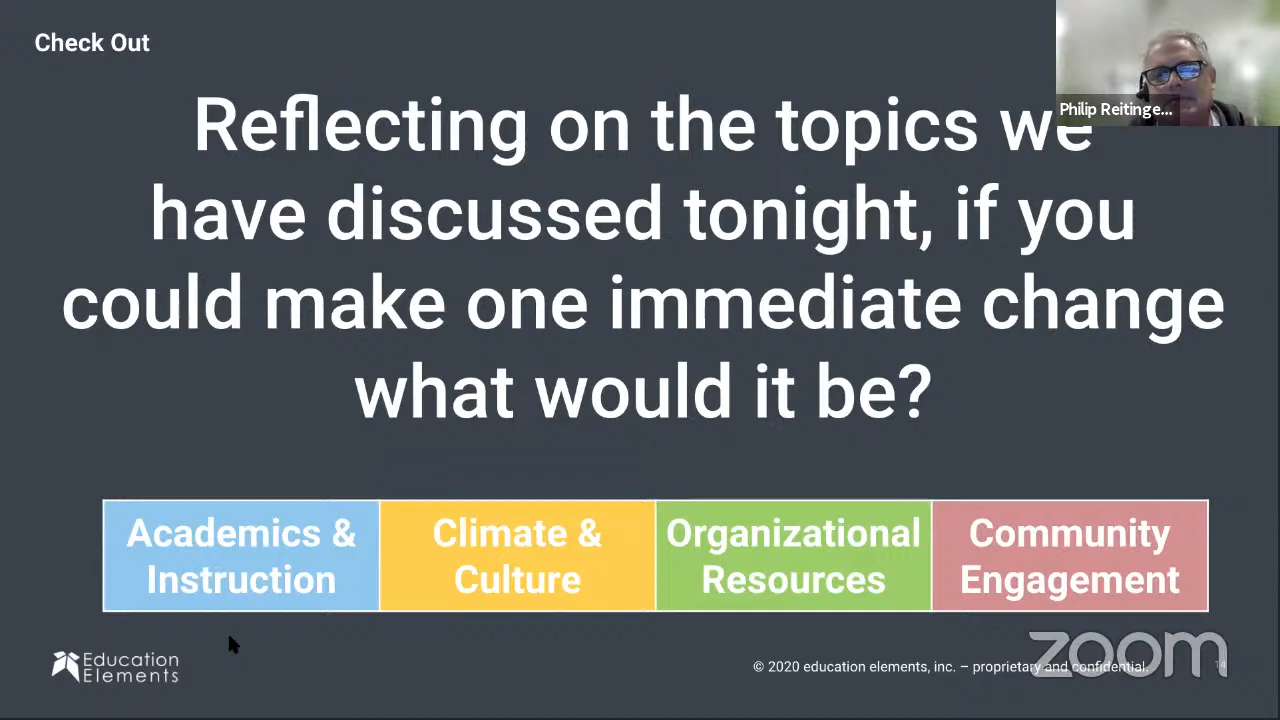 Check Out
Philip Reitinge...
Reflecting on the topics we
have discussed tonight, if you
could make one immediate change
what would it be?
Academics &
Instruction
Climate &
Culture
Organizational
Resources
Community
Engagement
Education
Elements
© 2020 education elements, inc. – proprietary and confidential.
14
zoom